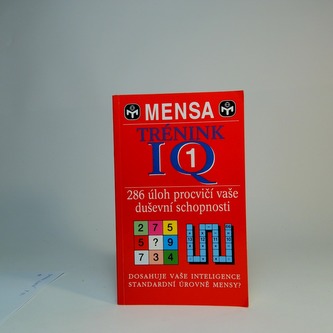 MENSA
TRÉNINK
IQ 1
286 úloh procvičí vaše
duševní schopnosti
2 7 5
5 ? 9
7 3 4
DOSAHUJE VAŠE INTELIGENCE
STANDARDNÍ ÚROVNĚ MENSY?